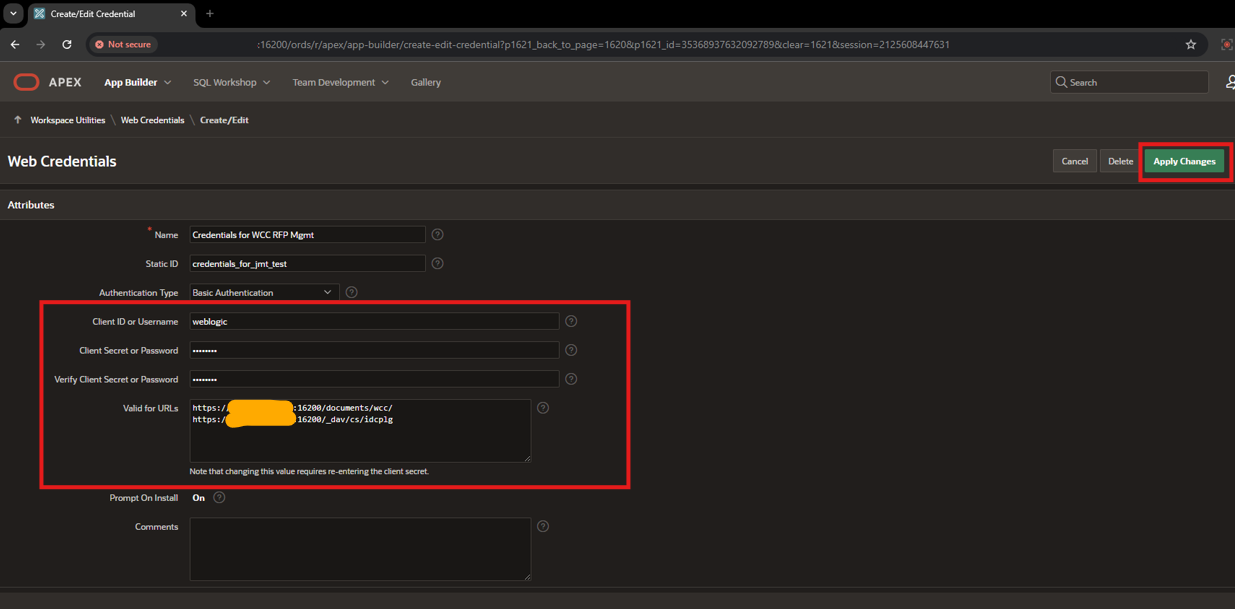 Create/Edit Credential
Not secure
:16200/ords/r/apex/app-builder/create-edit-credential?p1621_back_to_page=1620&p1621_id=35368937632092789&clear=1621&session=2125608447631
APEX App Builder SQL Workshop Team Development Gallery Search
Workspace Utilities \ Web Credentials \ Create/Edit
Web Credentials Cancel Delete Apply Changes
Attributes
* Name Credentials for WCC RFP Mgmt
Static ID credentials_for_jmt_test
Authentication Type Basic Authentication
Client ID or Username weblogic
Client Secret or Password ••••••••
Verify Client Secret or Password ••••••••
Valid for URLs https:/ :16200/documents/wcc/
https:/ 16200/_dav/cs/idcplg
Note that changing this value requires re-entering the client secret.
Prompt On Install On
Comments